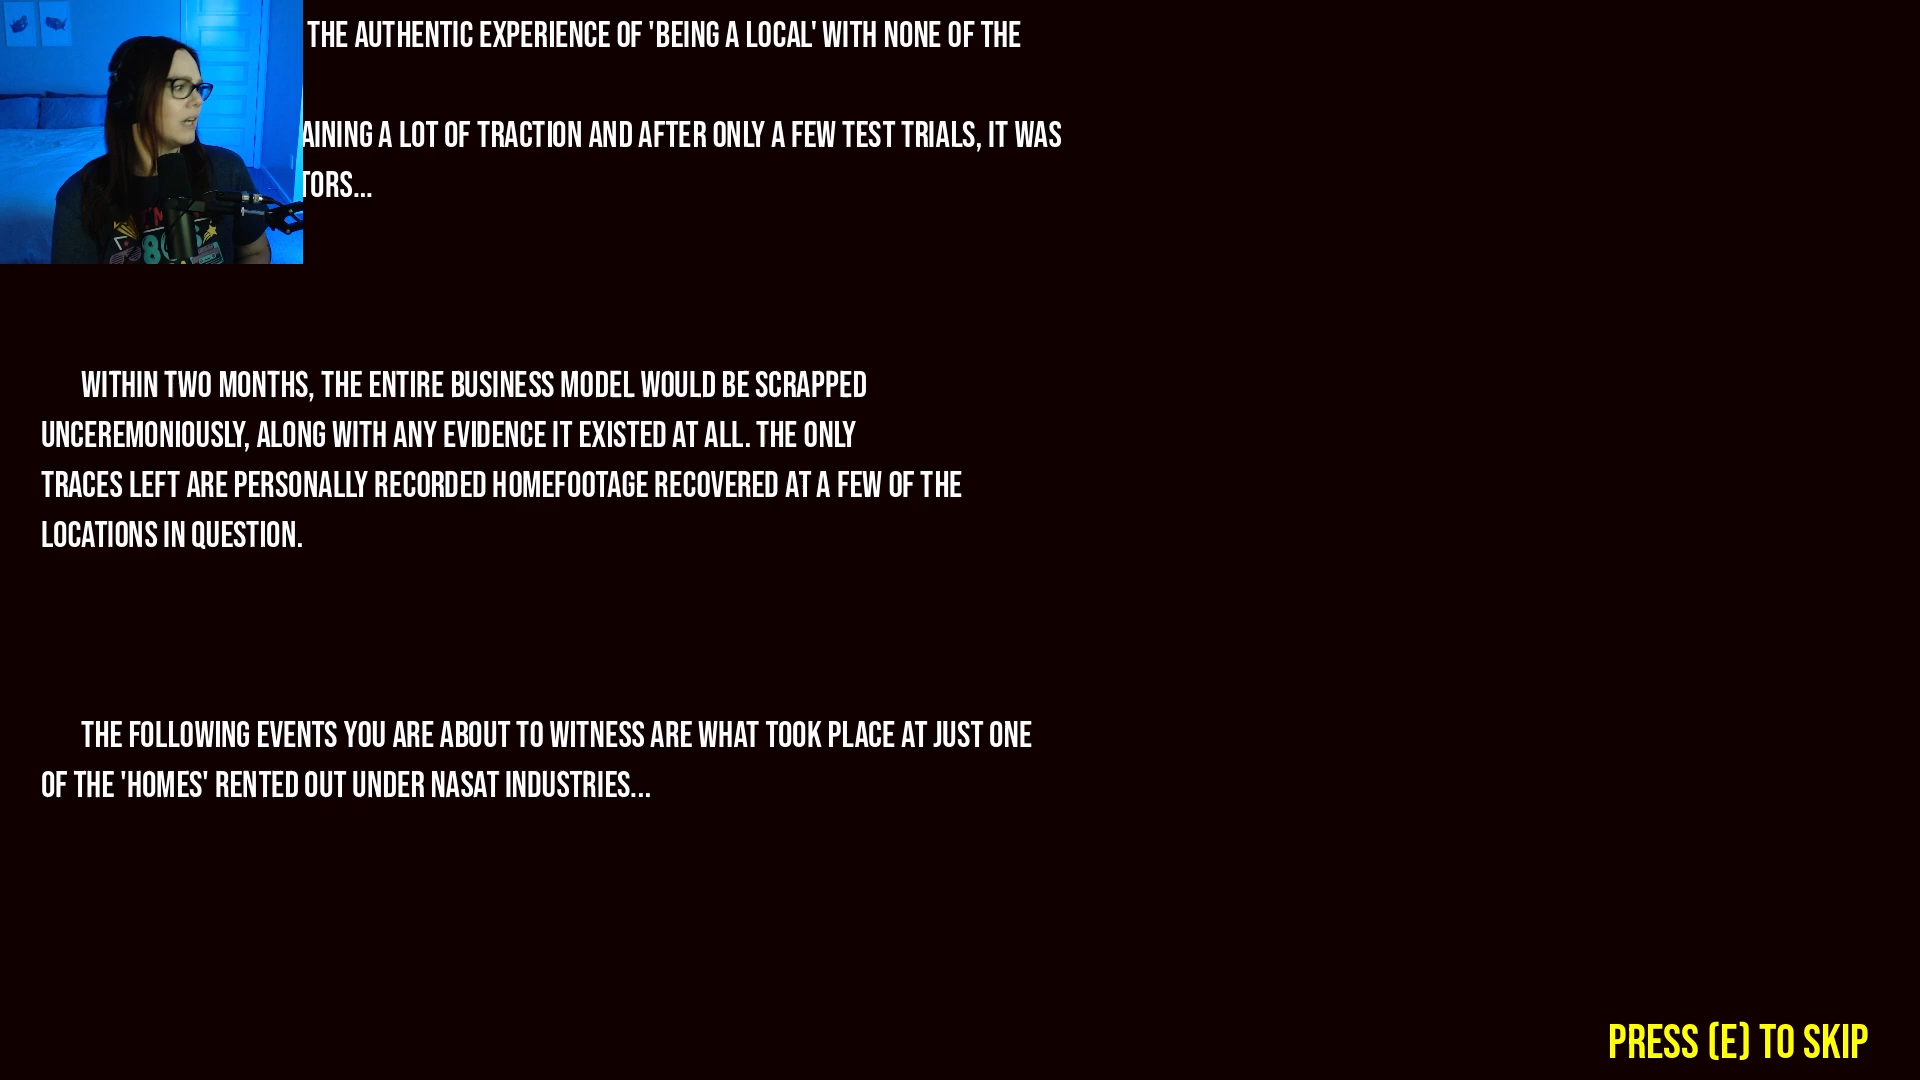 THE AUTHENTIC EXPERIENCE OF 'BEING A LOCAL' WITH NONE OF THE
A LOT OF TRACTION AND AFTER ONLY A FEW TEST TRIALS, IT WAS
WITHIN TWO MONTHS, THE ENTIRE BUSINESS MODEL WOULD BE SCRAPPED
UNCEREMONIOUSLY, ALONG WITH ANY EVIDENCE IT EXISTED AT ALL. THE ONLY
TRACES LEFT ARE PERSONALLY RECORDED HOMEFOOTAGE RECOVERED AT A FEW OF THE
LOCATIONS IN QUESTION.
THE FOLLOWING EVENTS YOU ARE ABOUT TO WITNESS ARE WHAT TOOK PLACE AT JUST ONE
OF THE 'HOMES' RENTED OUT UNDER NASAT INDUSTRIES...
PRESS (E) TO SKIP